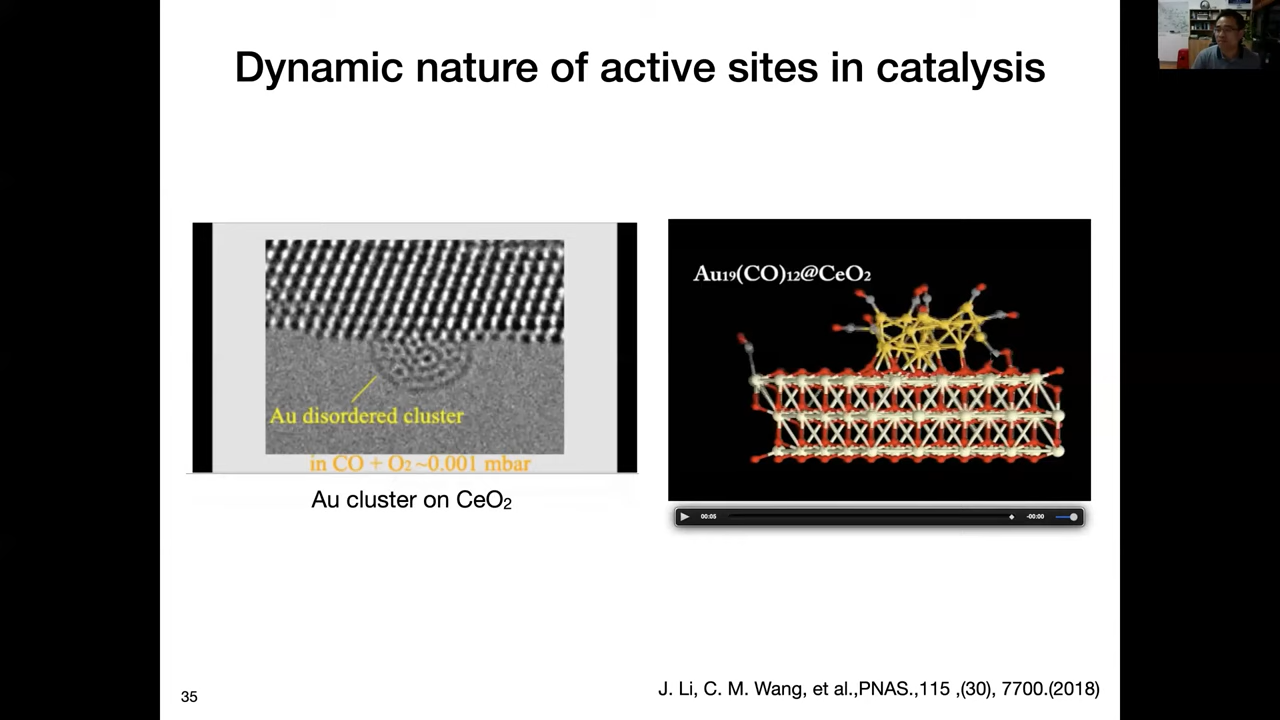 Dynamic nature of active sites in catalysis
Au disordered cluster
in CO + O₂ ~0.001 mbar
Au cluster on CeO₂
Au₁₉(CO)₁₂@CeO₂
00:05
-00:00
35
J. Li, C. M. Wang, et al.,PNAS.,115 ,(30), 7700.(2018)